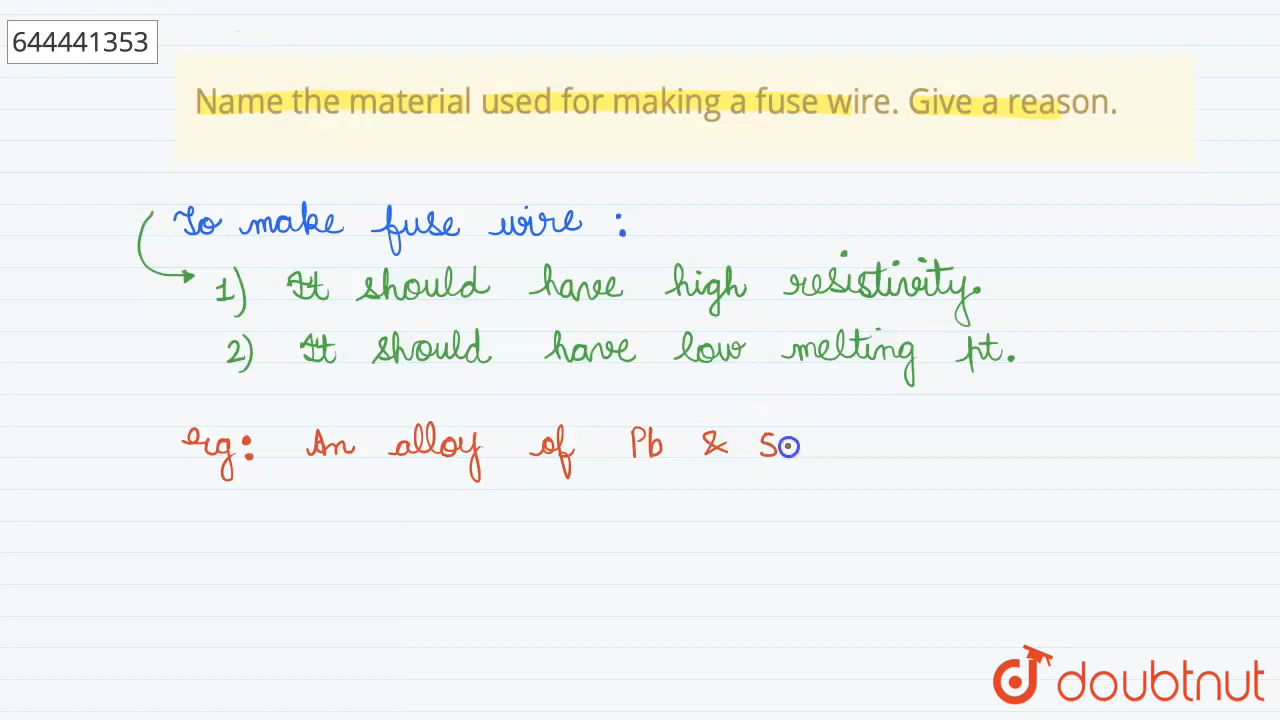 644441353
Name the material used for making a fuse wire. Give a reason.
To make fuse wire :
1) It should have high resistivity.
2) It should have low melting pt.
eg: An alloy of Pb & S
doubtnut